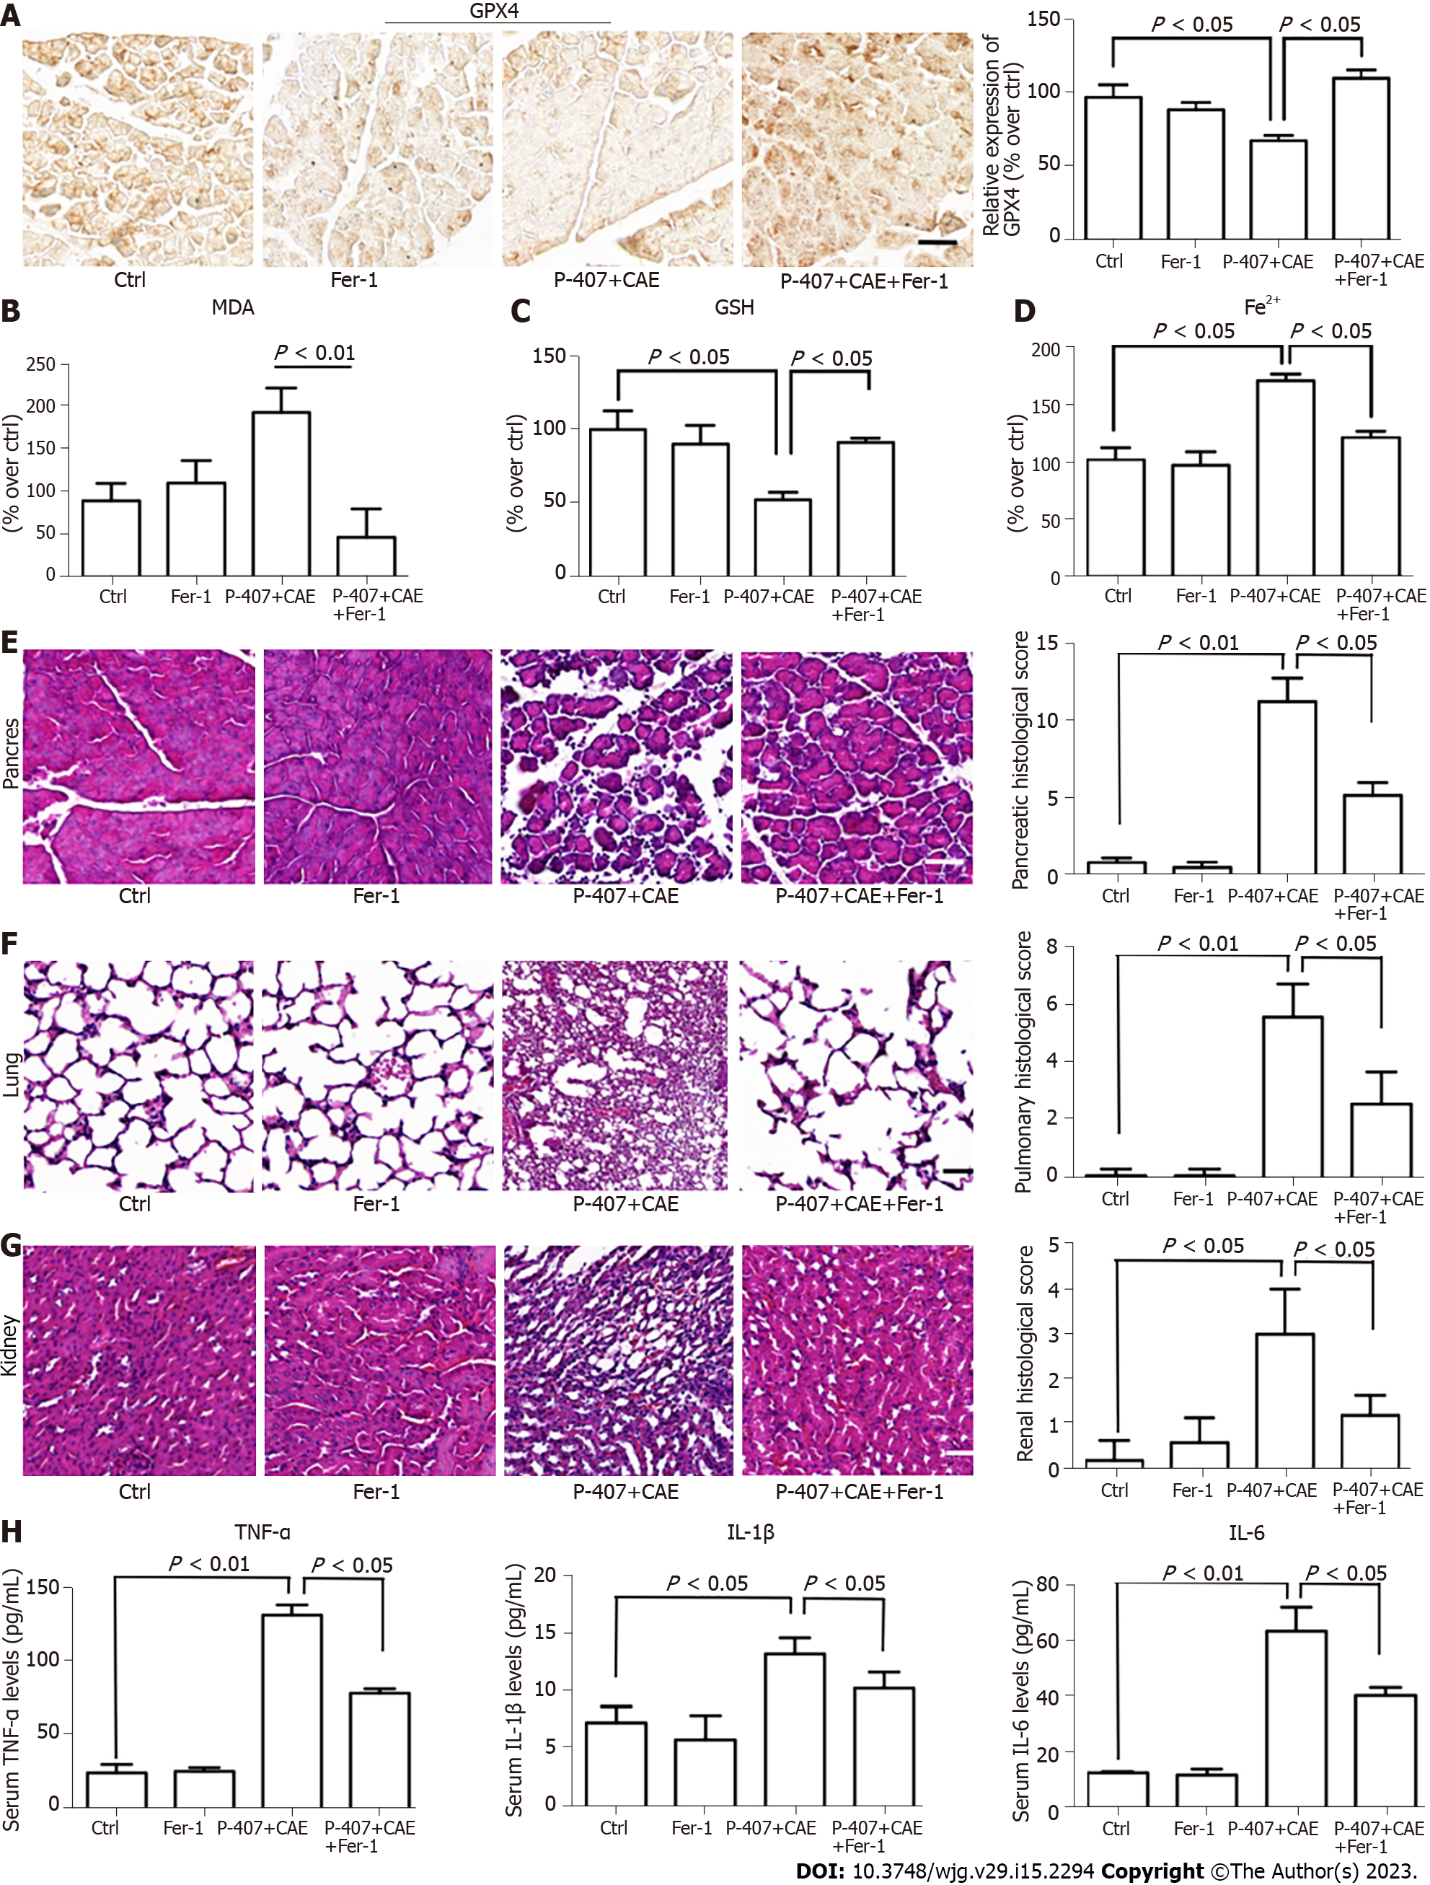 A
GPX4
Ctrl
Fer-1
P-407+CAE
P-407+CAE+Fer-1
Relative expression of
GPX4 (% over ctrl)
150
100
50
0
P < 0.05
P < 0.05
Ctrl
Fer-1
P-407+CAE
P-407+CAE
+Fer-1
B
MDA
(% over ctrl)
250
200
150
100
50
0
P < 0.01
Ctrl
Fer-1
P-407+CAE
P-407+CAE
+Fer-1
C
GSH
(% over ctrl)
150
100
50
0
P < 0.05
P < 0.05
Ctrl
Fer-1
P-407+CAE
P-407+CAE
+Fer-1
D
Fe2+
(% over ctrl)
200
150
100
50
0
P < 0.05
P < 0.05
Ctrl
Fer-1
P-407+CAE
P-407+CAE
+Fer-1
E
Pancres
Ctrl
Fer-1
P-407+CAE
P-407+CAE+Fer-1
Pancreatic histological score
15
10
5
0
P < 0.01
P < 0.05
Ctrl
Fer-1
P-407+CAE
P-407+CAE
+Fer-1
F
Lung
Ctrl
Fer-1
P-407+CAE
P-407+CAE+Fer-1
Pulmonary histological score
8
6
4
2
0
P < 0.01
P < 0.05
Ctrl
Fer-1
P-407+CAE
P-407+CAE
+Fer-1
G
Kidney
Ctrl
Fer-1
P-407+CAE
P-407+CAE+Fer-1
Renal histological score
5
4
3
2
1
0
P < 0.05
P < 0.05
Ctrl
Fer-1
P-407+CAE
P-407+CAE
+Fer-1
H
TNF-α
Serum TNF-α levels (pg/mL)
150
100
50
0
P < 0.01
P < 0.05
Ctrl
Fer-1
P-407+CAE
P-407+CAE
+Fer-1
IL-1β
Serum IL-1β levels (pg/mL)
20
15
10
5
0
P < 0.05
P < 0.05
Ctrl
Fer-1
P-407+CAE
P-407+CAE
+Fer-1
IL-6
Serum IL-6 levels (pg/mL)
80
60
40
20
0
P < 0.01
P < 0.05
Ctrl
Fer-1
P-407+CAE
P-407+CAE
+Fer-1
DOI: 10.3748/wjg.v29.i15.2294 Copyright ©The Author(s) 2023.